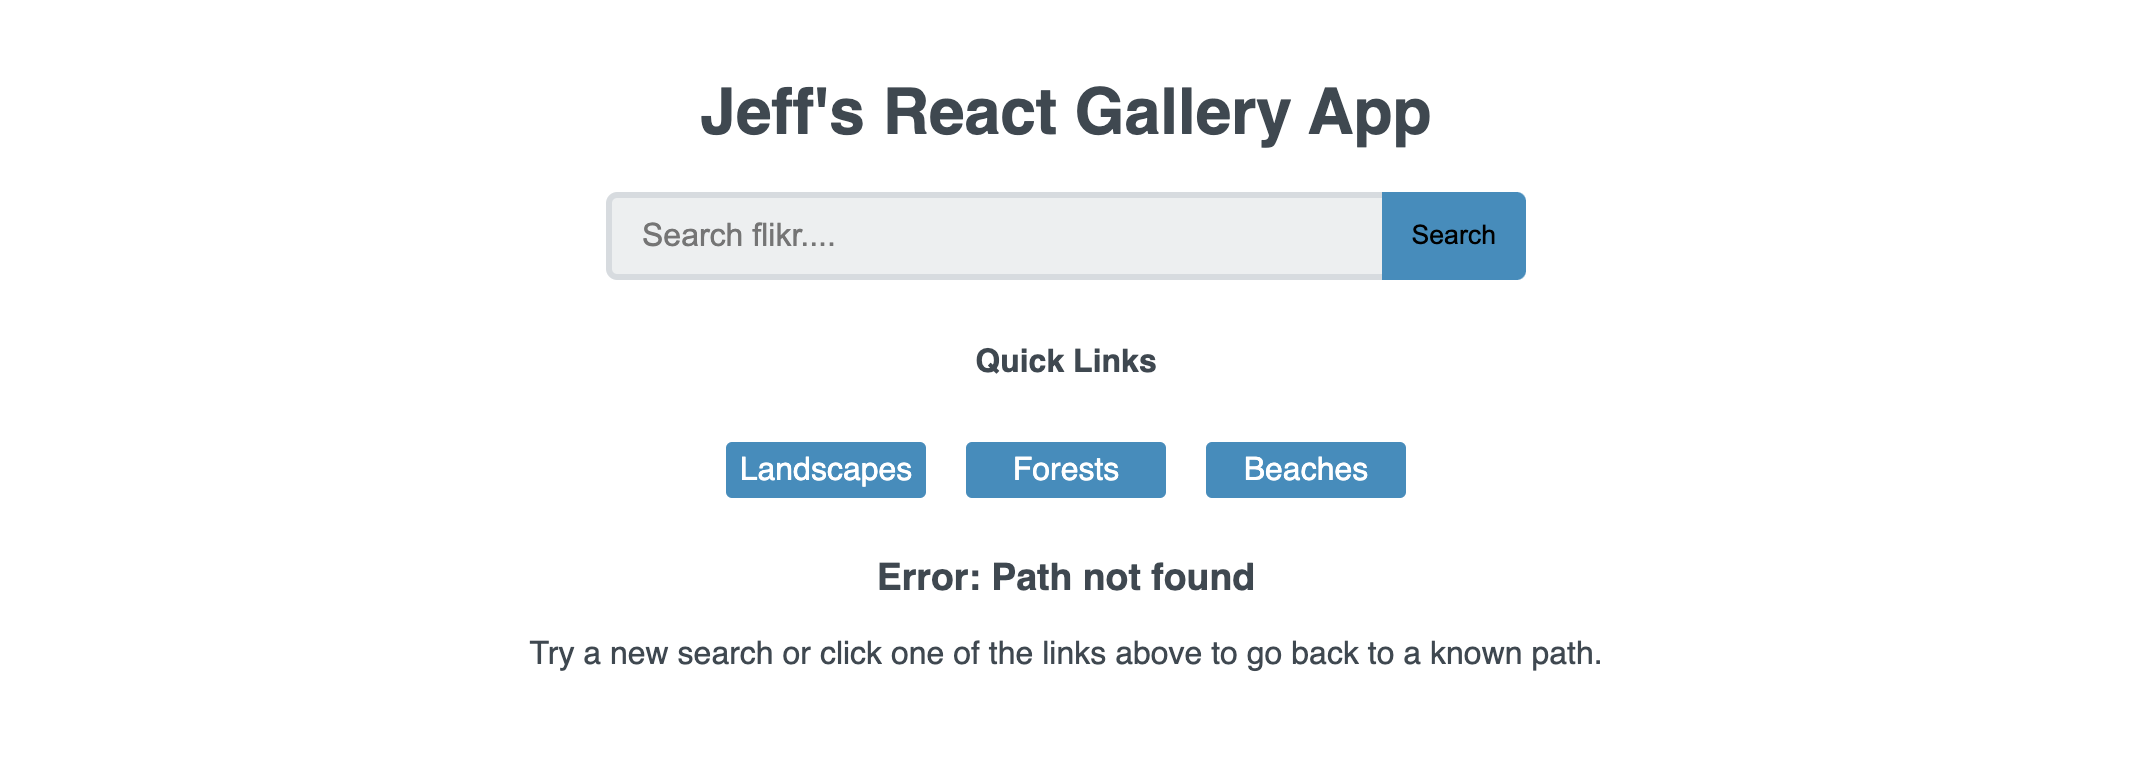 Jeff's React Gallery App
Search flikr....
Search
Quick Links
Landscapes
Forests
Beaches
Error: Path not found
Try a new search or click one of the links above to go back to a known path.